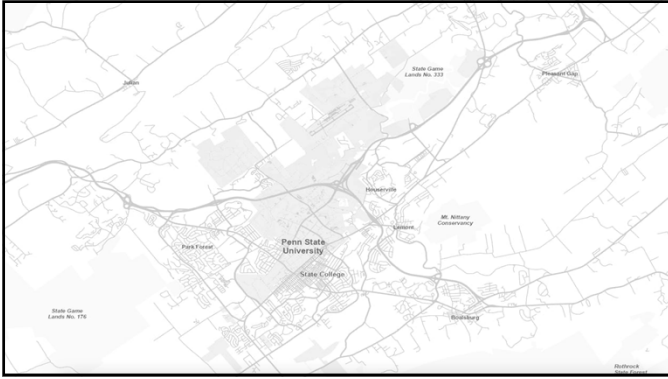 State Game
Lands No. 333
Pleasant Gap
Julian
Houserville
Mt. Nittany
Conservancy
Lemont
Park Forest
Penn State
University
State College
State Game
Lands No. 176
Boalsburg
Rothrock
State Forest